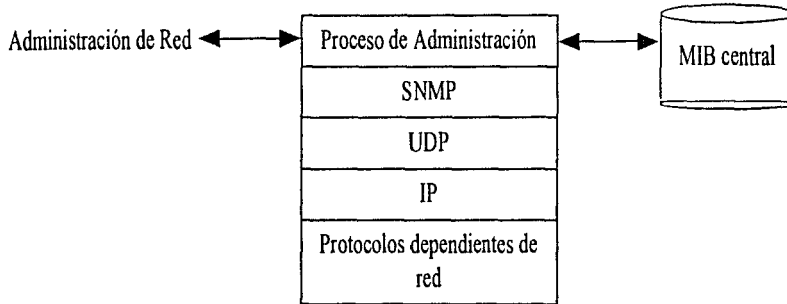 Administración de Red
Proceso de Administración
MIB central
SNMP
UDP
IP
Protocolos dependientes de
red